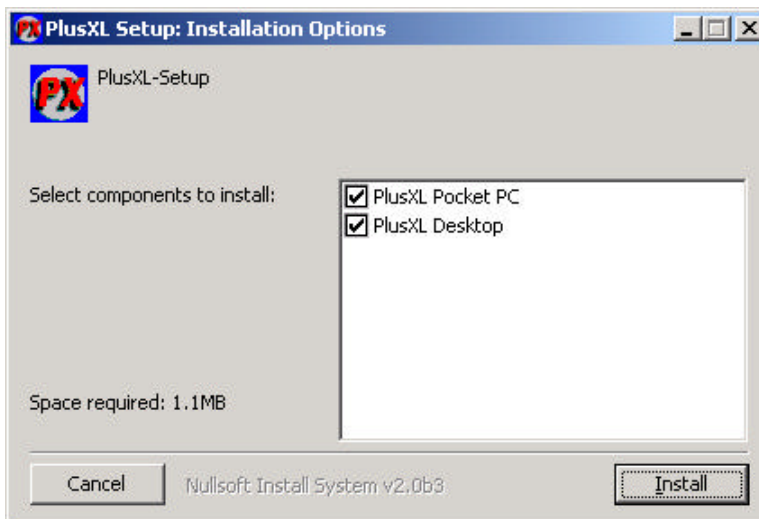 PX PlusXL Setup: Installation Options
PX PlusXL-Setup
Select components to install:
PlusXL Pocket PC
PlusXL Desktop
Space required: 1.1MB
Cancel
Nullsoft Install System v2.0b3
Install